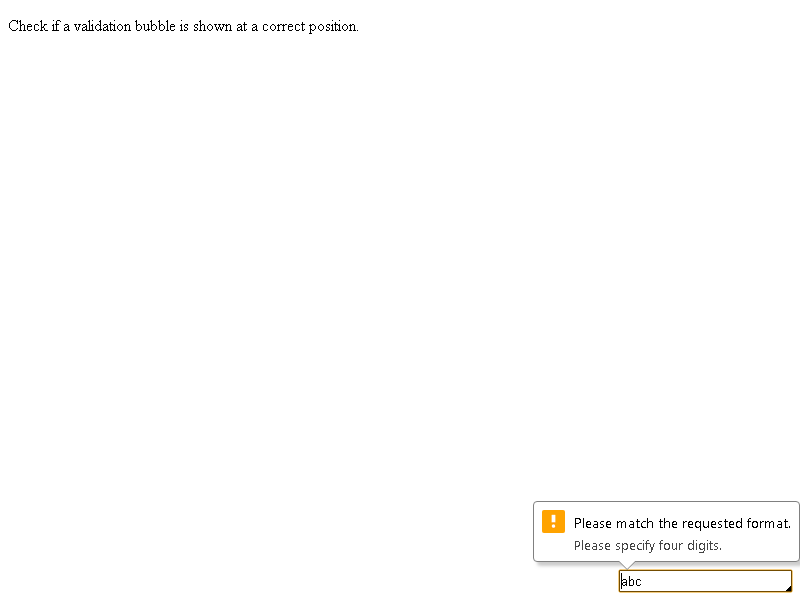 Check if a validation bubble is shown at a correct position.
Please match the requested format.
Please specify four digits.
abc